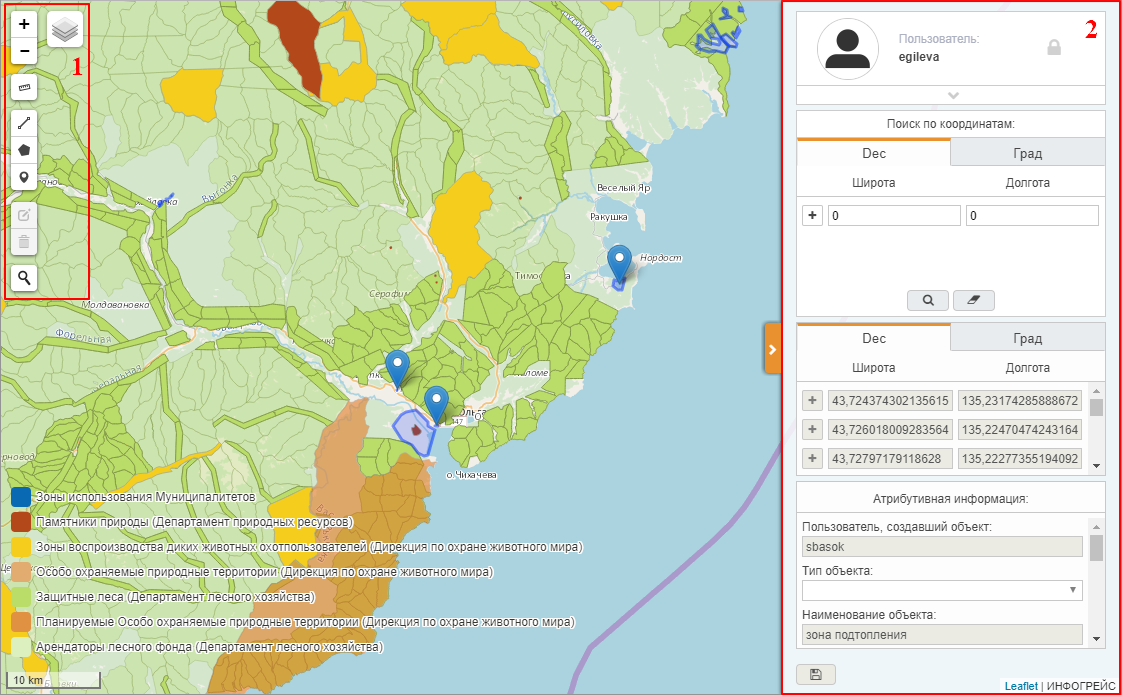 +
−
1
2
Пользователь:
egileva
Поиск по координатам:
Dec
Град
Широта
Долгота
+
0
0
Dec
Град
Широта
Долгота
+
43,724374302135615
135,23174285888672
+
43,726018009283564
135,22470474243164
+
43,72797179118628
135,22277355194092
Атрибутивная информация:
Пользователь, создавший объект:
sbasok
Тип объекта:
Наименование объекта:
зона подтопления
Выгонка
Веселый Яр
Ракушка
Нордост
Молдавановка
Форельная
о.Чихачева
Зоны использования Муниципалитетов
Памятники природы (Департамент природных ресурсов)
Зоны воспроизводства диких животных охотпользователей (Дирекция по охране животного мира)
Особо охраняемые природные территории (Дирекция по охране животного мира)
Защитные леса (Департамент лесного хозяйства)
Планируемые Особо охраняемые природные территории (Дирекция по охране животного мира)
Арендаторы лесного фонда (Департамент лесного хозяйства)
10 km
Leaflet | ИНФОГРЕЙС